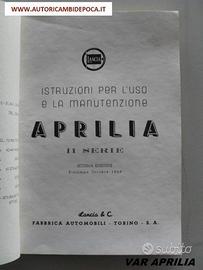 www.AUTORICAMBIDEPOCA.IT
LANCIA
ISTRUZIONI PER L'USO
E LA MANUTENZIONE
APRILIA
II SERIE
Lancia & C.
FABBRICA AUTOMOBILI - TORINO - S. A.
subito
VAR APRILIA